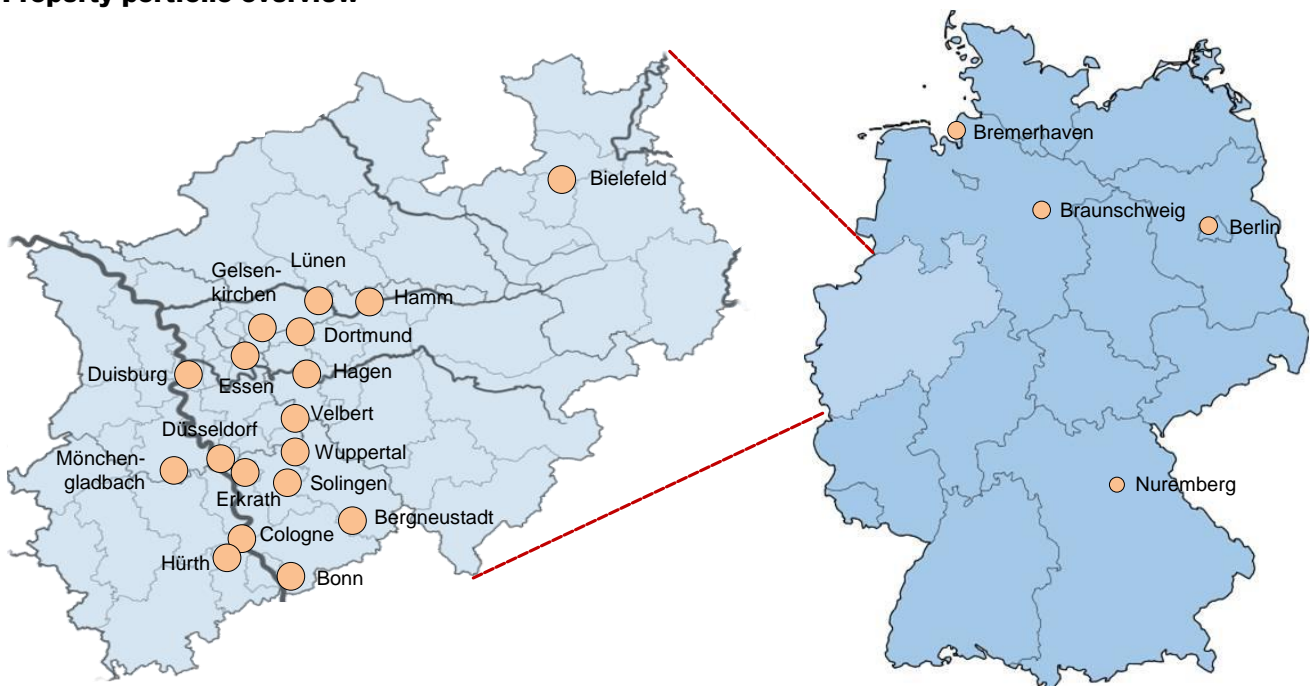 Property portfolio overview
Bielefeld
Lünen
Gelsen-
kirchen
Hamm
Dortmund
Duisburg
Essen
Hagen
Velbert
Düsseldorf
Wuppertal
Mönchen-
gladbach
Erkrath
Solingen
Bergneustadt
Cologne
Hürth
Bonn
Bremerhaven
Braunschweig
Berlin
Nuremberg